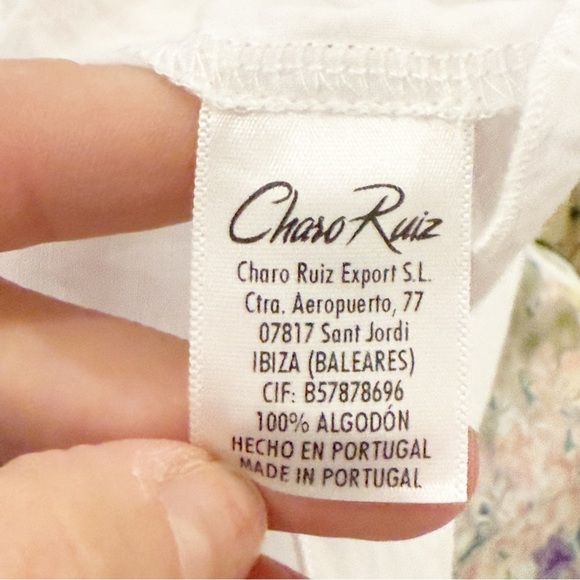 Charo Ruiz
Charo Ruiz Export S.L.
Ctra. Aeropuerto, 77
07817 Sant Jordi
IBIZA (BALEARES)
CIF: B57878696
100% ALGODÓN
HECHO EN PORTUGAL
MADE IN PORTUGAL